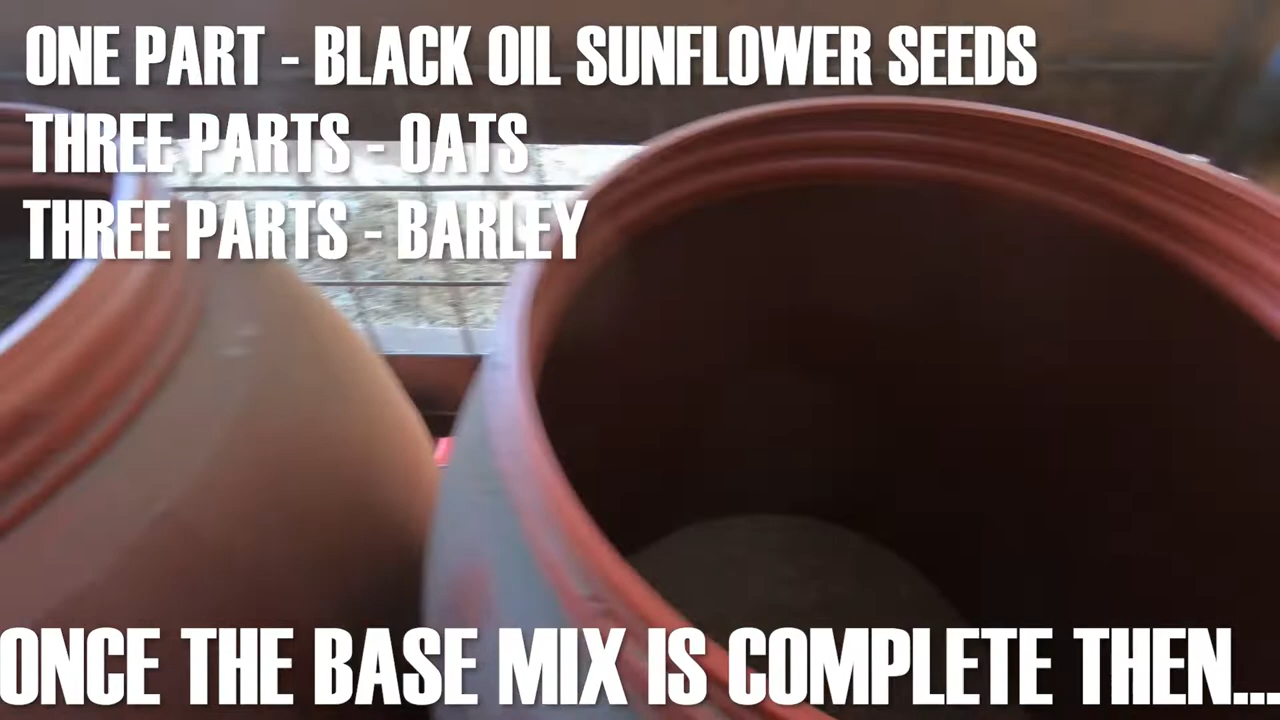 ONE PART - BLACK OIL SUNFLOWER SEEDS
THREE PARTS - OATS
THREE PARTS - BARLEY
ONCE THE BASE MIX IS COMPLETE THEN...